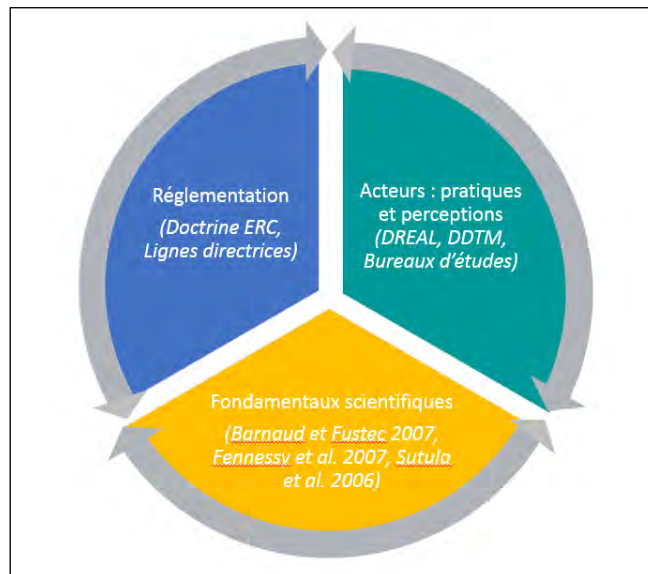 Réglementation
(Doctrine ERC,
Lignes directrices)
Acteurs : pratiques
et perceptions
(DREAL, DDTM,
Bureaux d'études)
Fondamentaux scientifiques
(Barnaud et Fustec 2007,
Fennessy et al. 2007, Sutula
et al. 2006)